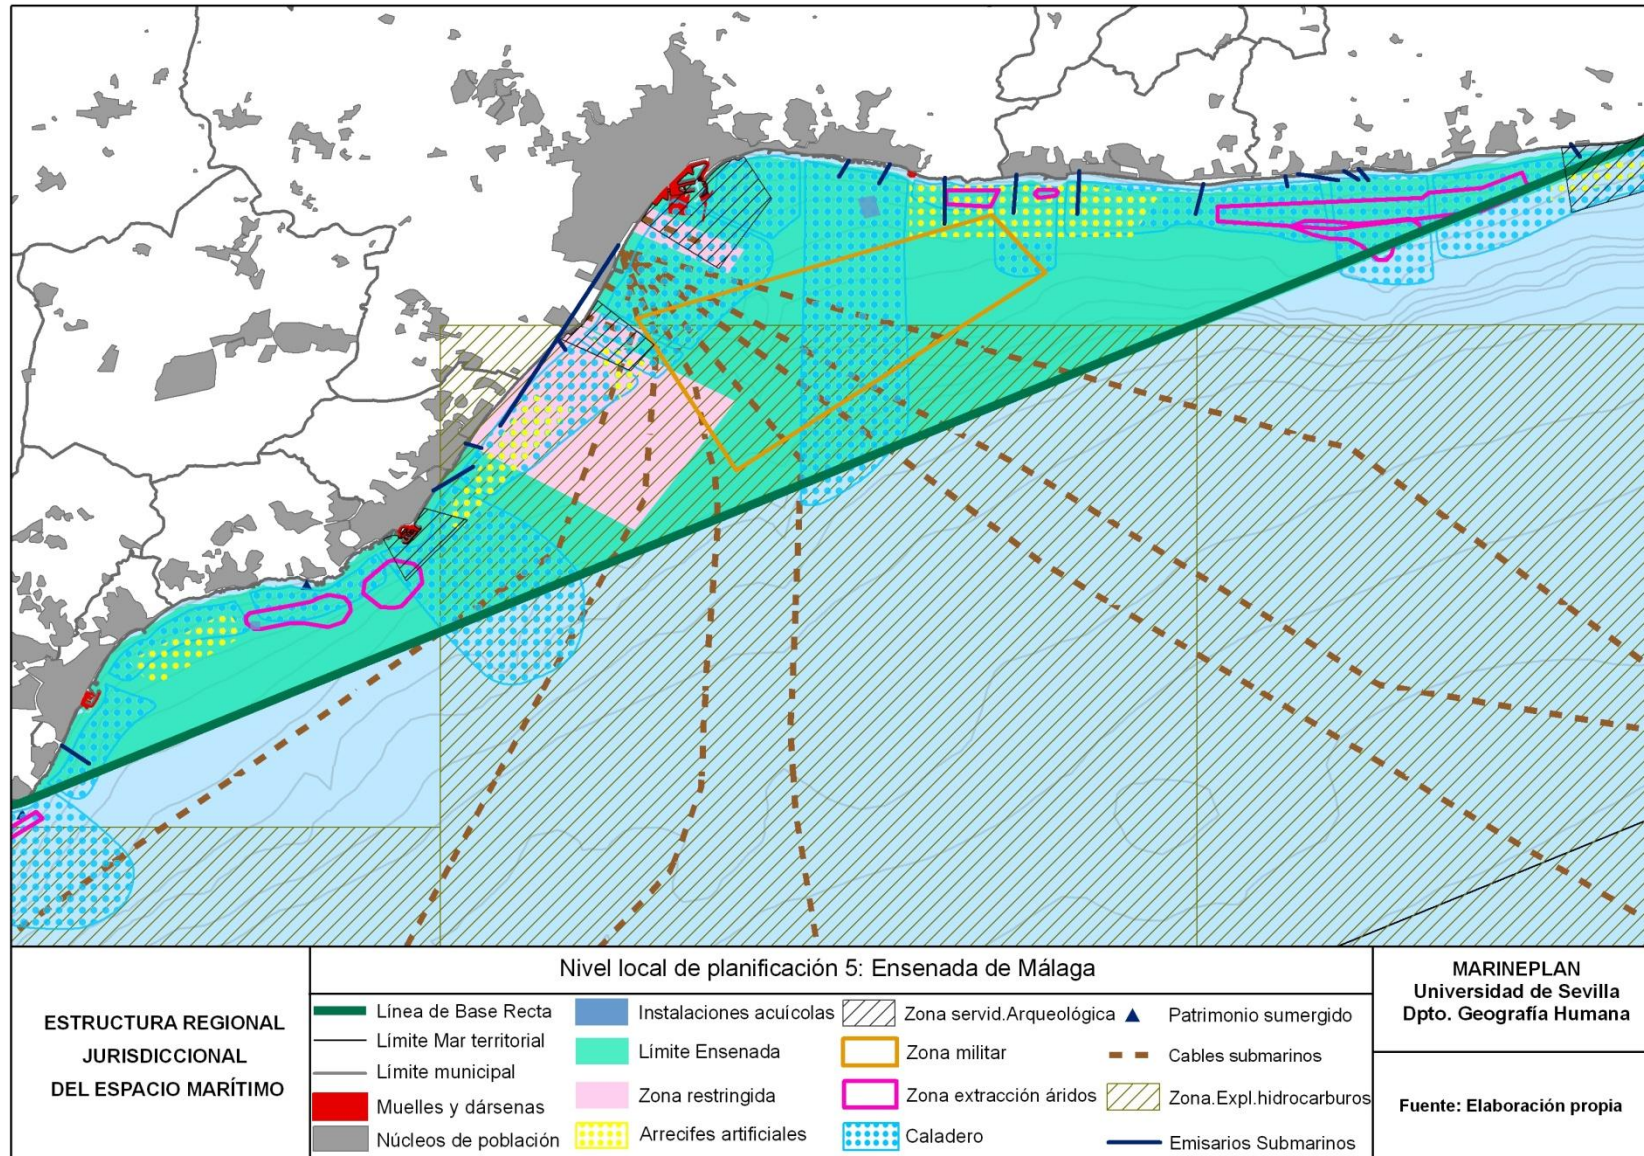 ESTRUCTURA REGIONAL
JURISDICCIONAL
DEL ESPACIO MARÍTIMO
Nivel local de planificación 5: Ensenada de Málaga
Línea de Base Recta
Límite Mar territorial
Límite municipal
Muelles y dársenas
Núcleos de población
Instalaciones acuícolas
Límite Ensenada
Zona restringida
Arrecifes artificiales
Zona servid.Arqueológica
Zona militar
Zona extracción áridos
Caladero
Patrimonio sumergido
Cables submarinos
Zona.Expl.hidrocarburos
Emisarios Submarinos
MARINEPLAN
Universidad de Sevilla
Dpto. Geografía Humana
Fuente: Elaboración propia